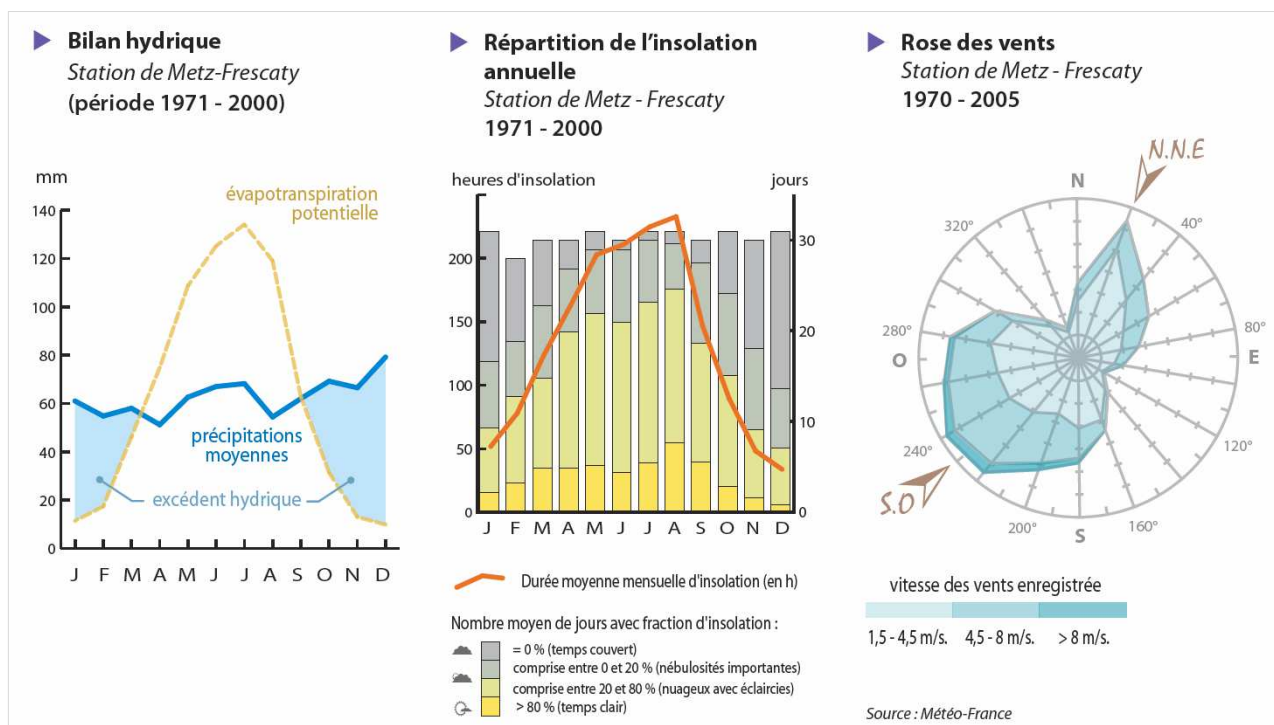 Bilan hydrique
Station de Metz-Frescaty
(période 1971 - 2000)
mm
140
120
100
80
60
40
20
0
évapotranspiration
potentielle
précipitations
moyennes
excédent hydrique
J F M A M J J A S O N D
Répartition de l'insolation
annuelle
Station de Metz - Frescaty
1971 - 2000
heures d'insolation
jours
200
150
100
50
0
30
20
10
0
J F M A M J J A S O N D
Durée moyenne mensuelle d'insolation (en h)
Nombre moyen de jours avec fraction d'insolation :
= 0 % (temps couvert)
comprise entre 0 et 20 % (nébulosités importantes)
comprise entre 20 et 80 % (nuageux avec éclaircies)
> 80 % (temps clair)
Rose des vents
Station de Metz - Frescaty
1970 - 2005
N.N.E
N
320°
40°
280°
80°
O
E
240°
120°
S.O
200°
160°
S
vitesse des vents enregistrée
1,5 - 4,5 m/s. 4,5 - 8 m/s. > 8 m/s.
Source : Météo-France